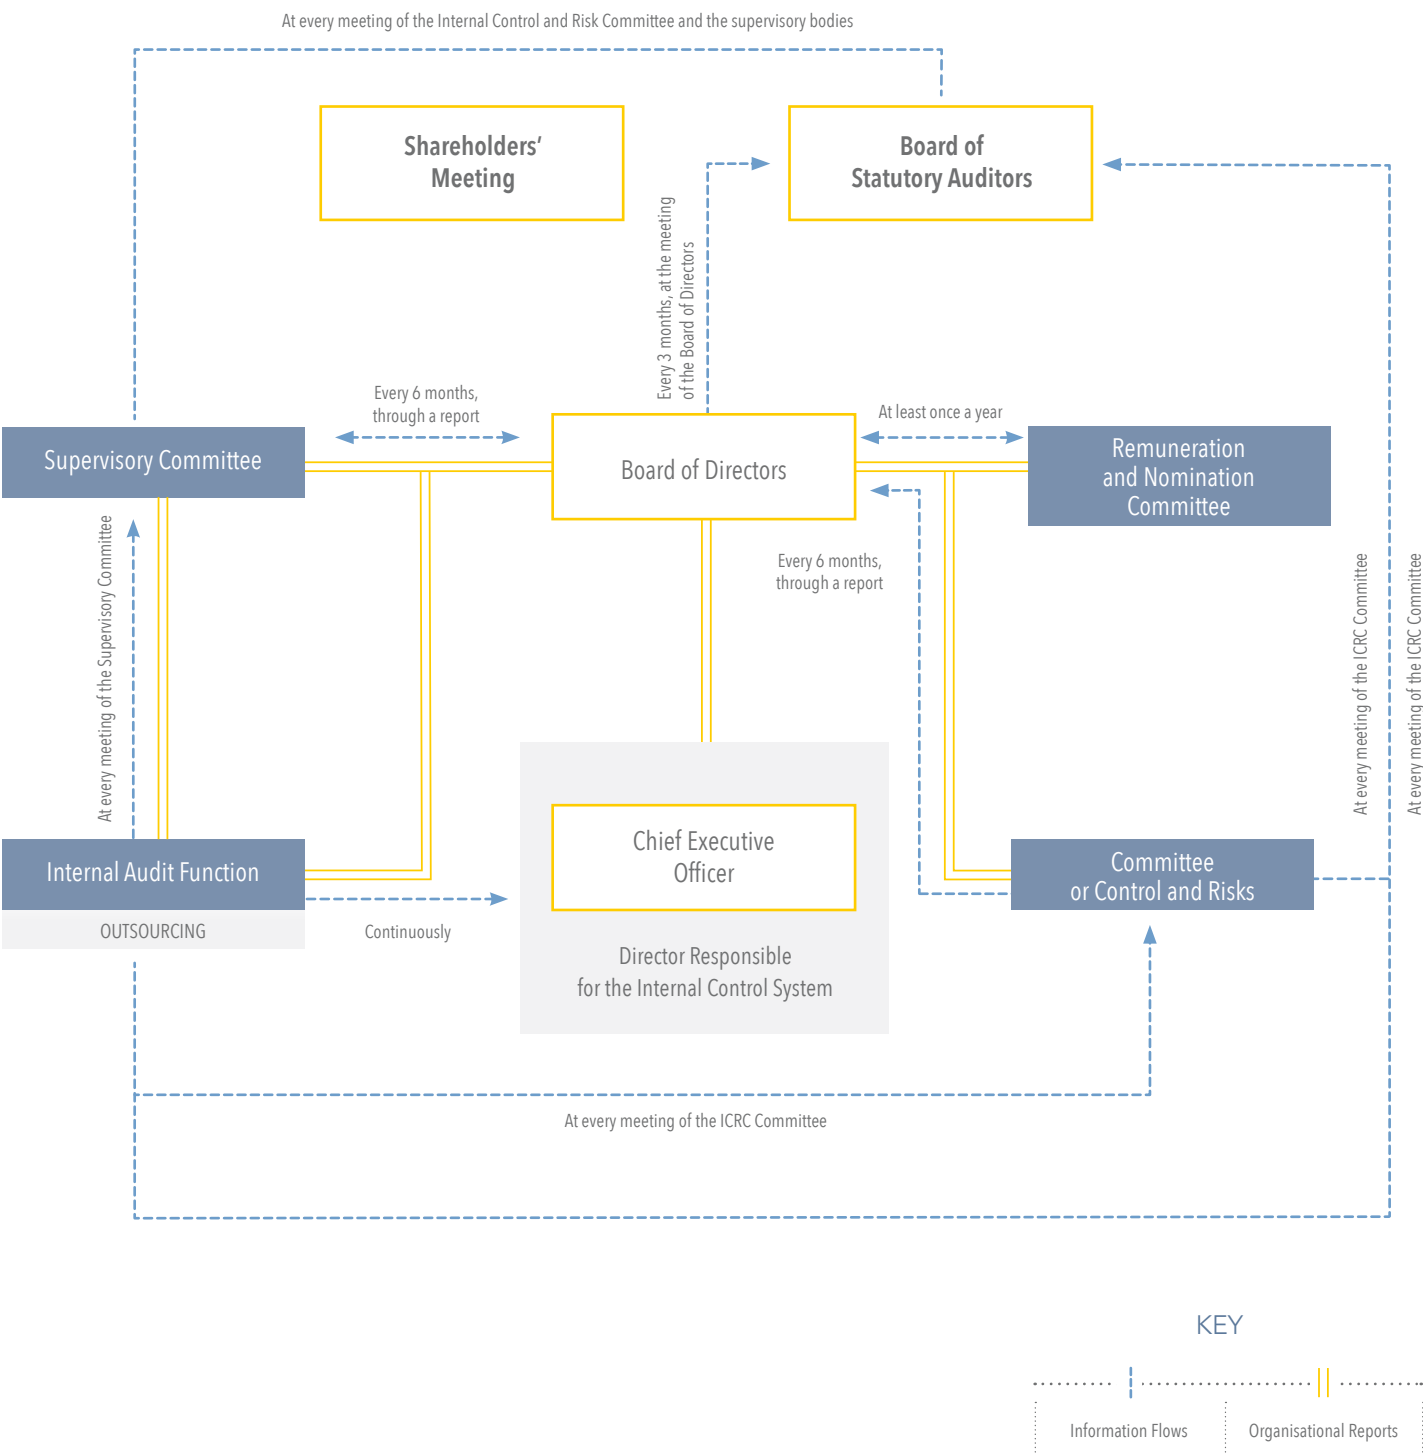 At every meeting of the Internal Control and Risk Committee and the supervisory bodies
Shareholders'
Meeting
Board of
Statutory Auditors
Every 3 months, at the meeting
of the Board of Directors
Every 6 months,
through a report
At least once a year
Supervisory Committee
Board of Directors
Remuneration
and Nomination
Committee
At every meeting of the Supervisory Committee
Every 6 months,
through a report
At every meeting of the ICRC Committee
At every meeting of the ICRC Committee
Internal Audit Function
OUTSOURCING
Continuously
Chief Executive
Officer
Director Responsible
for the Internal Control System
Committee
or Control and Risks
At every meeting of the ICRC Committee
KEY
Information Flows
Organisational Reports